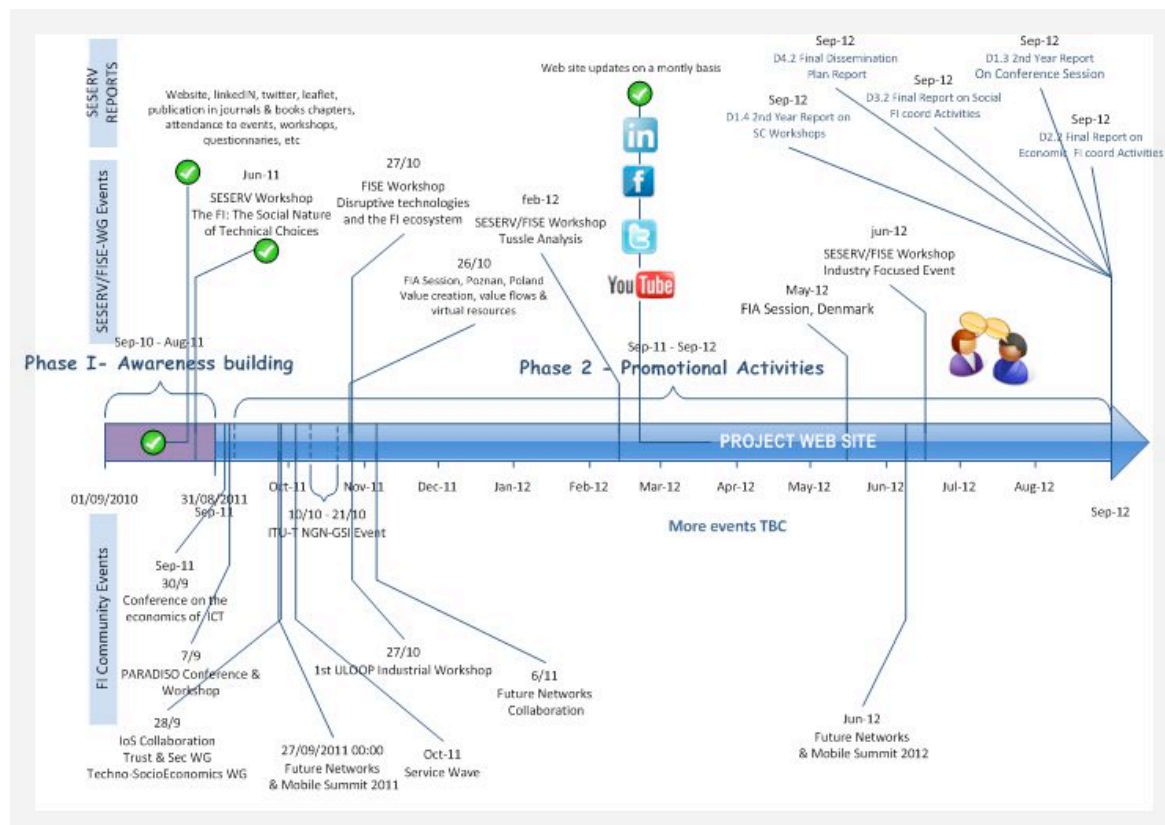 SESERV
REPORTS
SESERV/FISE-WG Events
FI Community Events
Website, linkedIN, twitter, leaflet,
publication in journals & books chapters,
attendance to events, workshops,
questionnaries, etc
Jun-11
SESERV Workshop
The FI: The Social Nature
of Technical Choices
27/10
FISE Workshop
Disruptive technologies
and the FI ecosystem
26/10
FIA Session, Poznan, Poland
Value creation, value flows &
virtual resources
feb-12
SESERV/FISE Workshop
Tussle Analysis
Web site updates on a montly basis
in
f
t
YouTube
Sep-12
D4.2 Final Dissemination
Plan Report
Sep-12
D1.4 2nd Year Report on
SC Workshops
Sep-12
D3.2 Final Report on Social
FI coord Activities
Sep-12
D1.3 2nd Year Report
On Conference Session
Sep-12
D2.2 Final Report on
Economic FI coord Activities
jun-12
SESERV/FISE Workshop
Industry Focused Event
May-12
FIA Session, Denmark
Sep-10 - Aug-11
Phase I- Awareness building
Sep-11 - Sep-12
Phase 2 - Promotional Activities
PROJECT WEB SITE
01/09/2010
31/08/2011
Sep-11
Oct-11
Nov-11
Dec-11
Jan-12
Feb-12
Mar-12
Apr-12
May-12
Jun-12
Jul-12
Aug-12
Sep-12
10/10 - 21/10
ITU-T NGN-GSI Event
More events TBC
Sep-11
30/9
Conference on the
economics of ICT
7/9
PARADISO Conference &
Workshop
28/9
IoS Collaboration
Trust & Sec WG
Techno-SocioEconomics WG
27/09/2011 00:00
Future Networks
& Mobile Summit 2011
Oct-11
Service Wave
27/10
1st ULOOP Industrial Workshop
6/11
Future Networks
Collaboration
Jun-12
Future Networks
& Mobile Summit 2012